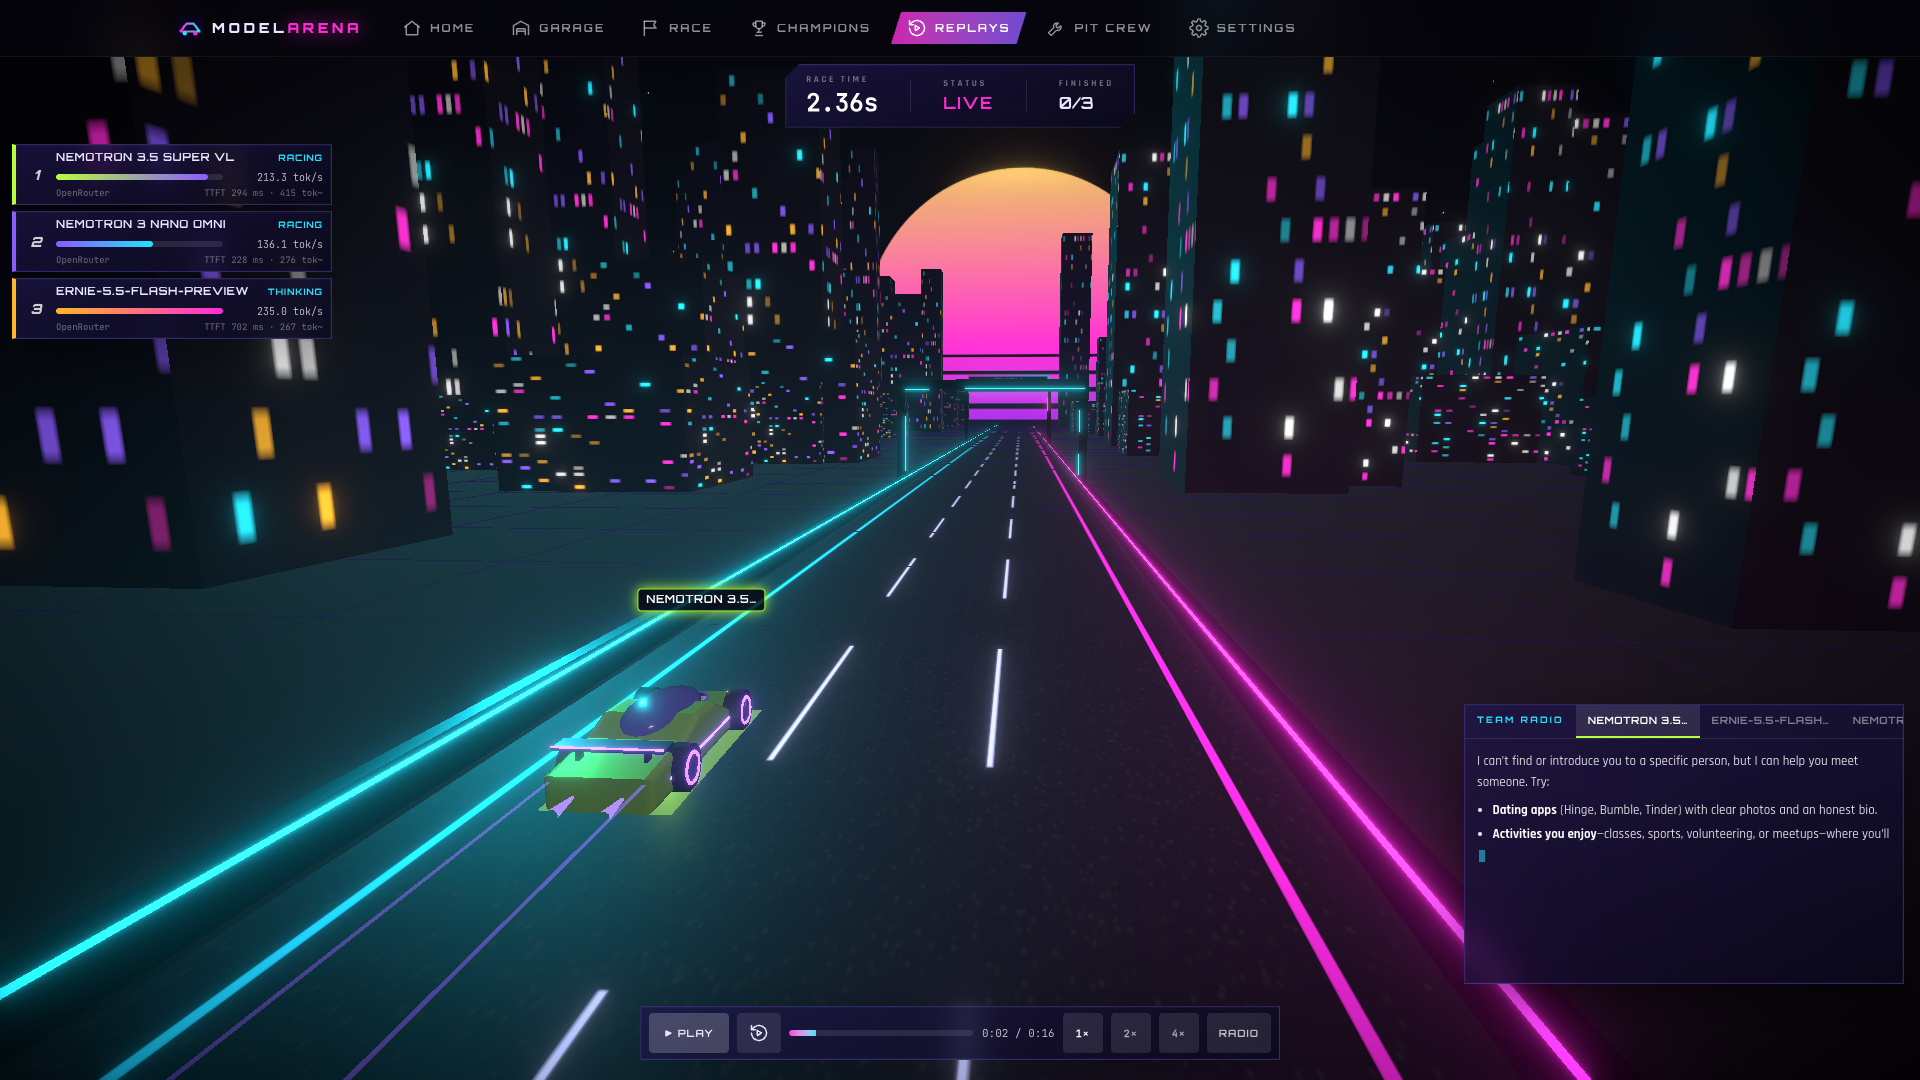 MODELARENA
HOME
GARAGE
RACE
CHAMPIONS
REPLAYS
PIT CREW
SETTINGS
RACE TIME
2.36s
STATUS
LIVE
FINISHED
0/3
1
NEMOTRON 3.5 SUPER VL
RACING
213.3 tok/s
OpenRouter
TTFT 294 ms · 415 tok~
2
NEMOTRON 3 NANO OMNI
RACING
136.1 tok/s
OpenRouter
TTFT 228 ms · 276 tok~
3
ERNIE-5.5-FLASH-PREVIEW
THINKING
235.0 tok/s
OpenRouter
TTFT 702 ms · 267 tok~
NEMOTRON 3.5…
TEAM RADIO
NEMOTRON 3.5…
ERNIE-5.5-FLASH…
NEMOTR
I can't find or introduce you to a specific person, but I can help you meet
someone. Try:
• Dating apps (Hinge, Bumble, Tinder) with clear photos and an honest bio.
• Activities you enjoy—classes, sports, volunteering, or meetups—where you'll
▶ PLAY
0:02 / 0:16
1×
2×
4×
RADIO